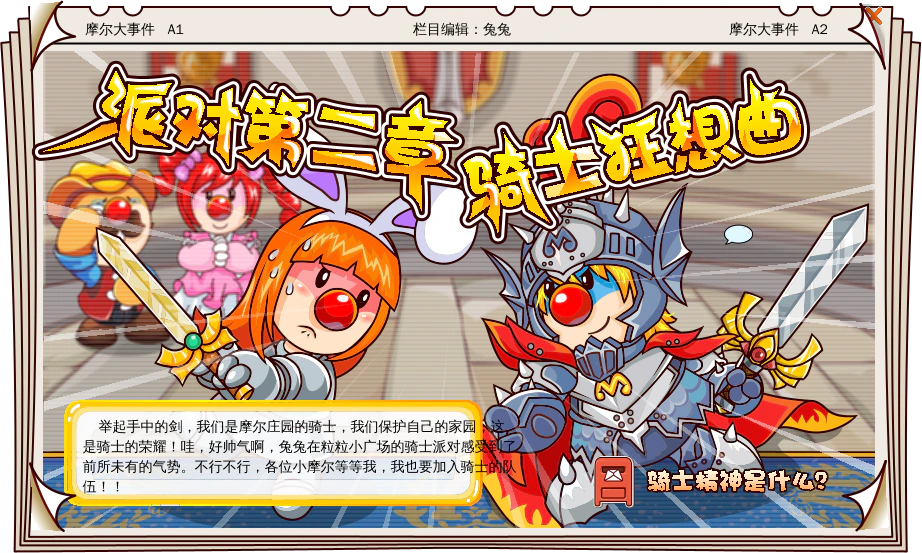 摩尔大事件 A1
栏目编辑：兔兔
摩尔大事件 A2
派对第二章
骑士狂想曲
举起手中的剑，我们是摩尔庄园的骑士，我们保护自己的家园，这
是骑士的荣耀！哇，好帅气啊，兔兔在粒粒小广场的骑士派对感受到了
前所未有的气势。不行不行，各位小摩尔等等我，我也要加入骑士的队
伍！！
骑士精神是什么？